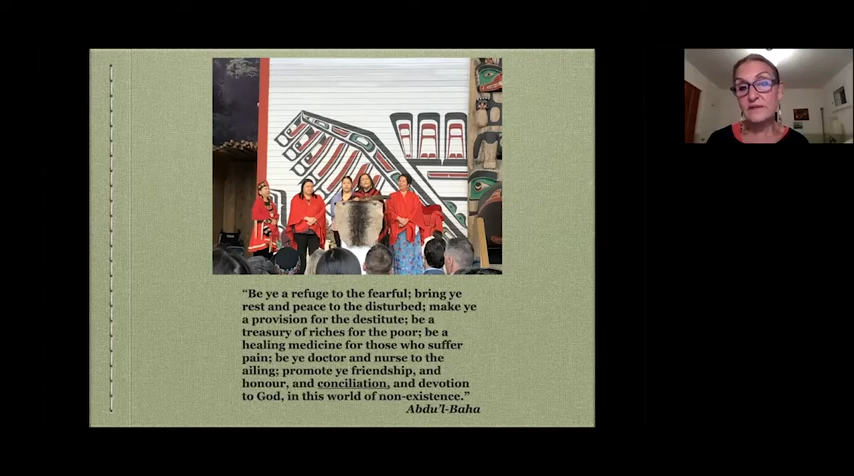 “Be ye a refuge to the fearful; bring ye
rest and peace to the disturbed; make ye
a provision for the destitute; be a
treasury of riches for the poor; be a
healing medicine for those who suffer
pain; be ye doctor and nurse to the
ailing; promote ye friendship, and
honour, and conciliation, and devotion
to God, in this world of non-existence.”
Abdu’l-Baha